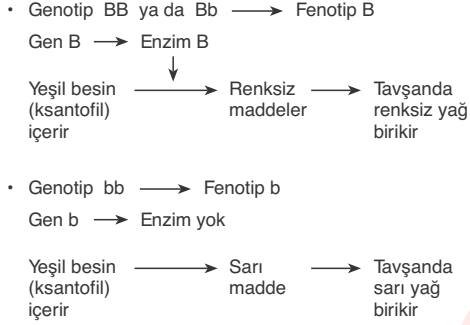 • Genotip BB ya da Bb → Fenotip B
Gen B → Enzim B
Yeşil besin → Renksiz → Tavşanda
(ksantofil) maddeler renksiz yağ
içerir birikir
• Genotip bb → Fenotip b
Gen b → Enzim yok
Yeşil besin → Sarı → Tavşanda
(ksantofil) madde sarı yağ
içerir birikir